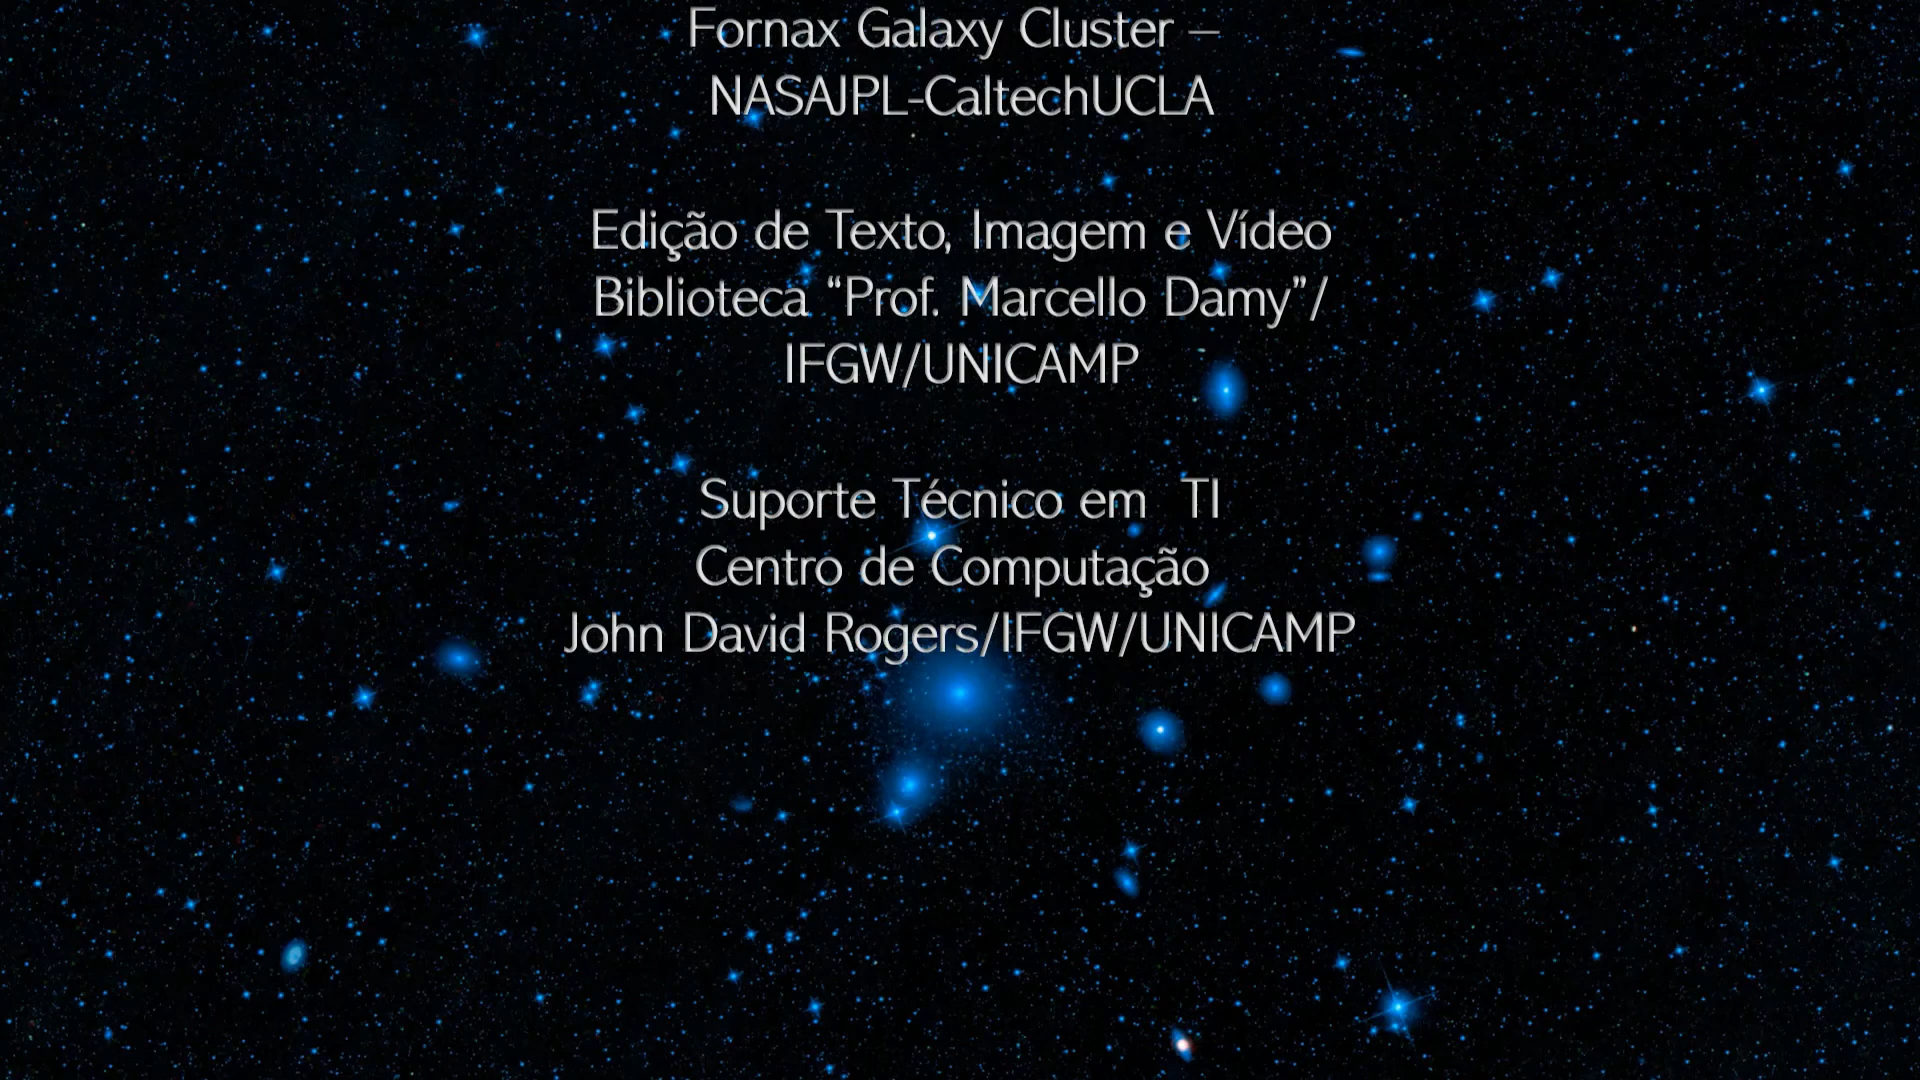 Fornax Galaxy Cluster –
NASAJPL-CaltechUCLA
Edição de Texto, Imagem e Vídeo
Biblioteca “Prof. Marcello Damy”/
IFGW/UNICAMP
Suporte Técnico em  TI
Centro de Computação
John David Rogers/IFGW/UNICAMP